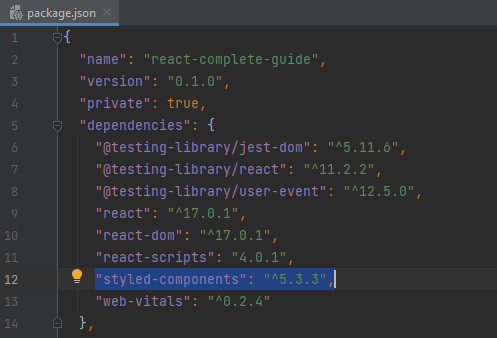 package.json
1 {
2 "name": "react-complete-guide",
3 "version": "0.1.0",
4 "private": true,
5 "dependencies": {
6 "@testing-library/jest-dom": "^5.11.6",
7 "@testing-library/react": "^11.2.2",
8 "@testing-library/user-event": "^12.5.0",
9 "react": "^17.0.1",
10 "react-dom": "^17.0.1",
11 "react-scripts": "4.0.1",
12 "styled-components": "^5.3.3",
13 "web-vitals": "^0.2.4"
14 },